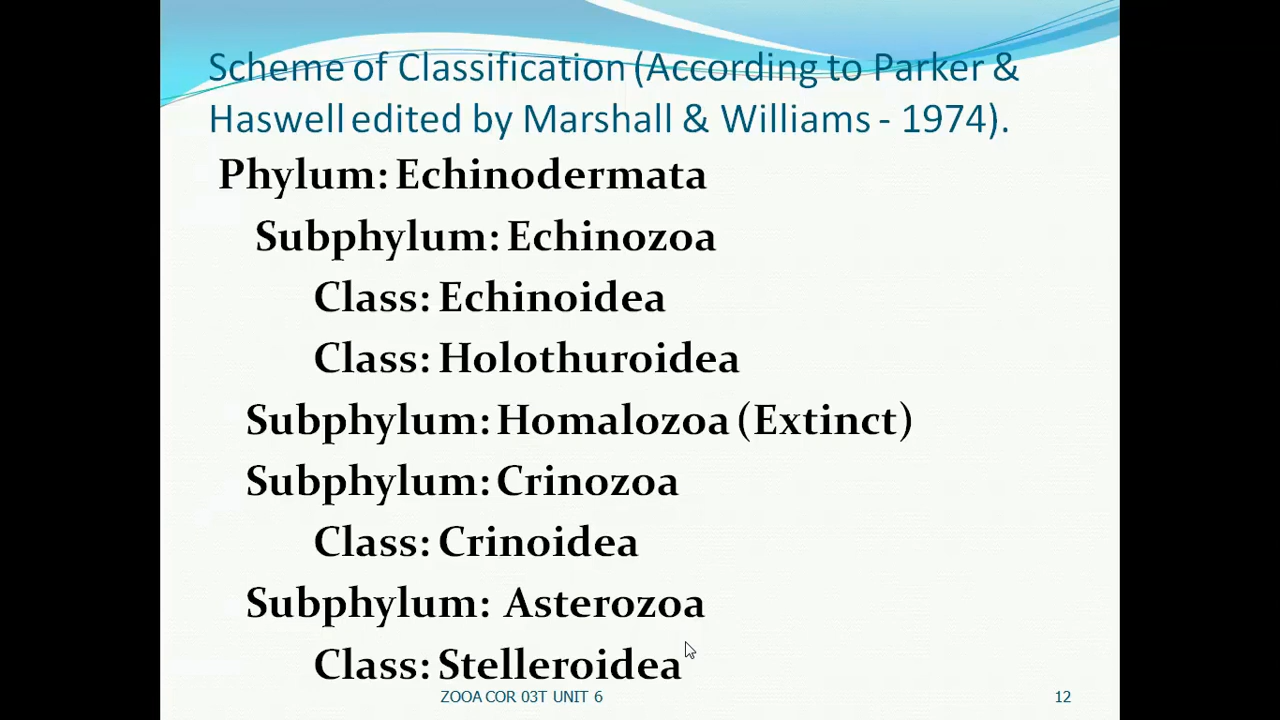 Scheme of Classification (According to Parker &
Haswell edited by Marshall & Williams - 1974).
Phylum: Echinodermata
Subphylum: Echinozoa
Class: Echinoidea
Class: Holothuroidea
Subphylum: Homalozoa (Extinct)
Subphylum: Crinozoa
Class: Crinoidea
Subphylum: Asterozoa
Class: Stelleroidea
ZOOA COR 03T UNIT 6
12